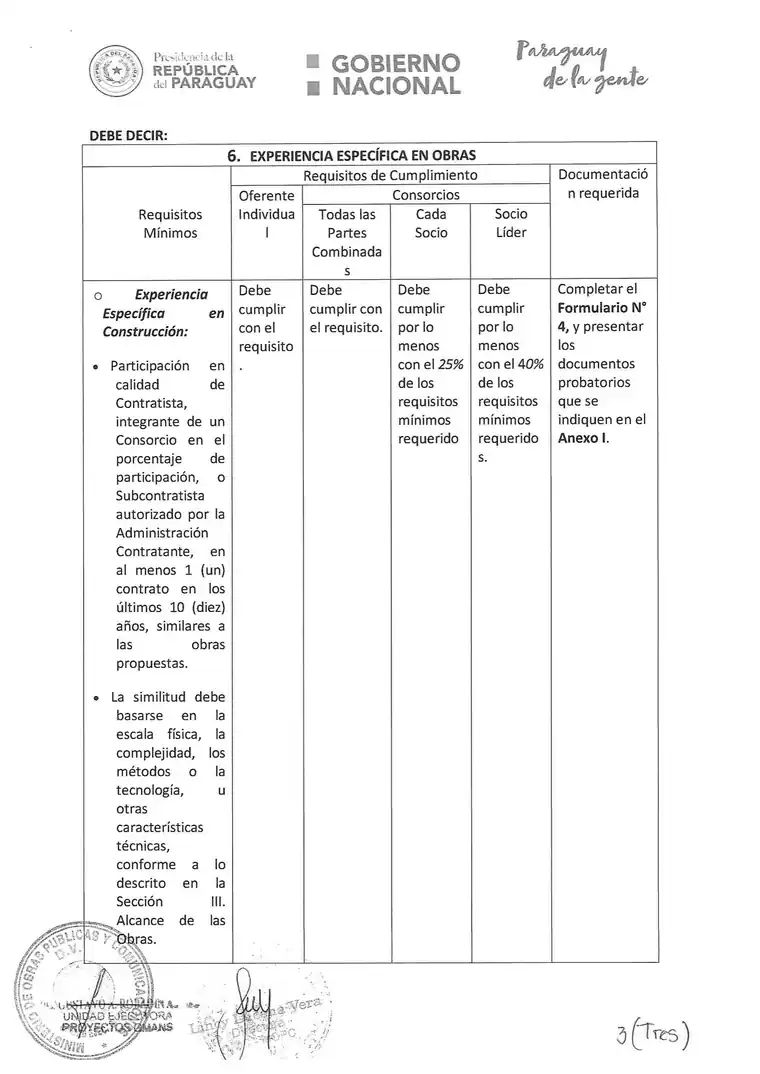 Presidencia de la
REPÚBLICA
del PARAGUAY
GOBIERNO
NACIONAL
Paraguay
de la gente
DEBE DECIR:
6. EXPERIENCIA ESPECÍFICA EN OBRAS
Requisitos
Mínimos
Requisitos de Cumplimiento
Documentació
n requerida
Oferente
Individua
l
Consorcios
Todas las
Partes
Combinada
s
Cada
Socio
Socio
Líder
o Experiencia
Específica en
Construcción:
• Participación en
calidad de
Contratista,
integrante de un
Consorcio en el
porcentaje de
participación, o
Subcontratista
autorizado por la
Administración
Contratante, en
al menos 1 (un)
contrato en los
últimos 10 (diez)
años, similares a
las obras
propuestas.
• La similitud debe
basarse en la
escala física, la
complejidad, los
métodos o la
tecnología, u
otras
características
técnicas,
conforme a lo
descrito en la
Sección III.
Alcance de las
Obras.
Debe
cumplir
con el
requisito
.
Debe
cumplir con
el requisito.
Debe
cumplir
por lo
menos
con el 25%
de los
requisitos
mínimos
requerido
Debe
cumplir
por lo
menos
con el 40%
de los
requisitos
mínimos
requerido
s.
Completar el
Formulario N°
4, y presentar
los
documentos
probatorios
que se
indiquen en el
Anexo I.
MINISTERIO DE OBRAS PUBLICAS Y COMUNICA
UNIDAD EJECUTORA
PROYECTOS
Vera
3 (Tres)